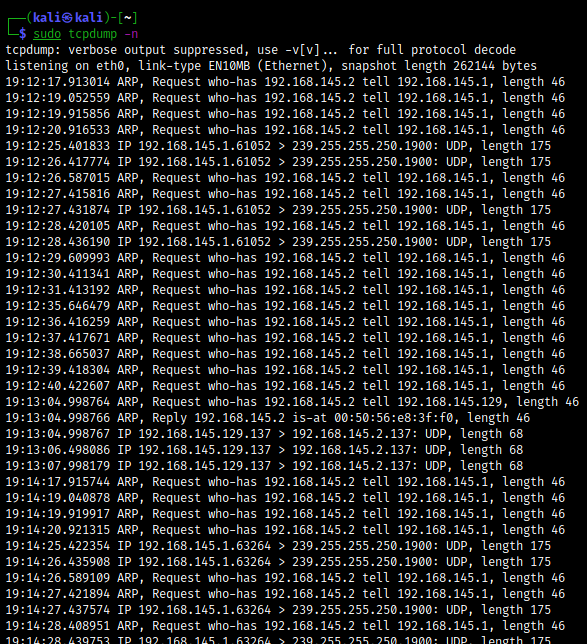 ┌──(kali㉿kali)-[~]
└─$ sudo tcpdump -n
tcpdump: verbose output suppressed, use -v[v]... for full protocol decode
listening on eth0, link-type EN10MB (Ethernet), snapshot length 262144 bytes
19:12:17.913014 ARP, Request who-has 192.168.145.2 tell 192.168.145.1, length 46
19:12:19.052559 ARP, Request who-has 192.168.145.2 tell 192.168.145.1, length 46
19:12:19.915856 ARP, Request who-has 192.168.145.2 tell 192.168.145.1, length 46
19:12:20.916533 ARP, Request who-has 192.168.145.2 tell 192.168.145.1, length 46
19:12:25.401833 IP 192.168.145.1.61052 > 239.255.255.250.1900: UDP, length 175
19:12:26.417774 IP 192.168.145.1.61052 > 239.255.255.250.1900: UDP, length 175
19:12:26.587015 ARP, Request who-has 192.168.145.2 tell 192.168.145.1, length 46
19:12:27.415816 ARP, Request who-has 192.168.145.2 tell 192.168.145.1, length 46
19:12:27.431874 IP 192.168.145.1.61052 > 239.255.255.250.1900: UDP, length 175
19:12:28.420105 ARP, Request who-has 192.168.145.2 tell 192.168.145.1, length 46
19:12:28.436190 IP 192.168.145.1.61052 > 239.255.255.250.1900: UDP, length 175
19:12:29.609993 ARP, Request who-has 192.168.145.2 tell 192.168.145.1, length 46
19:12:30.411341 ARP, Request who-has 192.168.145.2 tell 192.168.145.1, length 46
19:12:31.413192 ARP, Request who-has 192.168.145.2 tell 192.168.145.1, length 46
19:12:35.646479 ARP, Request who-has 192.168.145.2 tell 192.168.145.1, length 46
19:12:36.416259 ARP, Request who-has 192.168.145.2 tell 192.168.145.1, length 46
19:12:37.417671 ARP, Request who-has 192.168.145.2 tell 192.168.145.1, length 46
19:12:38.665037 ARP, Request who-has 192.168.145.2 tell 192.168.145.1, length 46
19:12:39.418304 ARP, Request who-has 192.168.145.2 tell 192.168.145.1, length 46
19:12:40.422607 ARP, Request who-has 192.168.145.2 tell 192.168.145.1, length 46
19:13:04.998764 ARP, Request who-has 192.168.145.2 tell 192.168.145.129, length 46
19:13:04.998766 ARP, Reply 192.168.145.2 is-at 00:50:56:e8:3f:f0, length 46
19:13:04.998767 IP 192.168.145.129.137 > 192.168.145.2.137: UDP, length 68
19:13:06.498086 IP 192.168.145.129.137 > 192.168.145.2.137: UDP, length 68
19:13:07.998179 IP 192.168.145.129.137 > 192.168.145.2.137: UDP, length 68
19:14:17.915744 ARP, Request who-has 192.168.145.2 tell 192.168.145.1, length 46
19:14:19.040878 ARP, Request who-has 192.168.145.2 tell 192.168.145.1, length 46
19:14:19.919917 ARP, Request who-has 192.168.145.2 tell 192.168.145.1, length 46
19:14:20.921315 ARP, Request who-has 192.168.145.2 tell 192.168.145.1, length 46
19:14:25.422354 IP 192.168.145.1.63264 > 239.255.255.250.1900: UDP, length 175
19:14:26.435908 IP 192.168.145.1.63264 > 239.255.255.250.1900: UDP, length 175
19:14:26.589109 ARP, Request who-has 192.168.145.2 tell 192.168.145.1, length 46
19:14:27.421894 ARP, Request who-has 192.168.145.2 tell 192.168.145.1, length 46
19:14:27.437574 IP 192.168.145.1.63264 > 239.255.255.250.1900: UDP, length 175
19:14:28.408951 ARP, Request who-has 192.168.145.2 tell 192.168.145.1, length 46
19:14:28.439753 IP 192.168.145.1.63264 > 239.255.255.250.1900: UDP, length 175